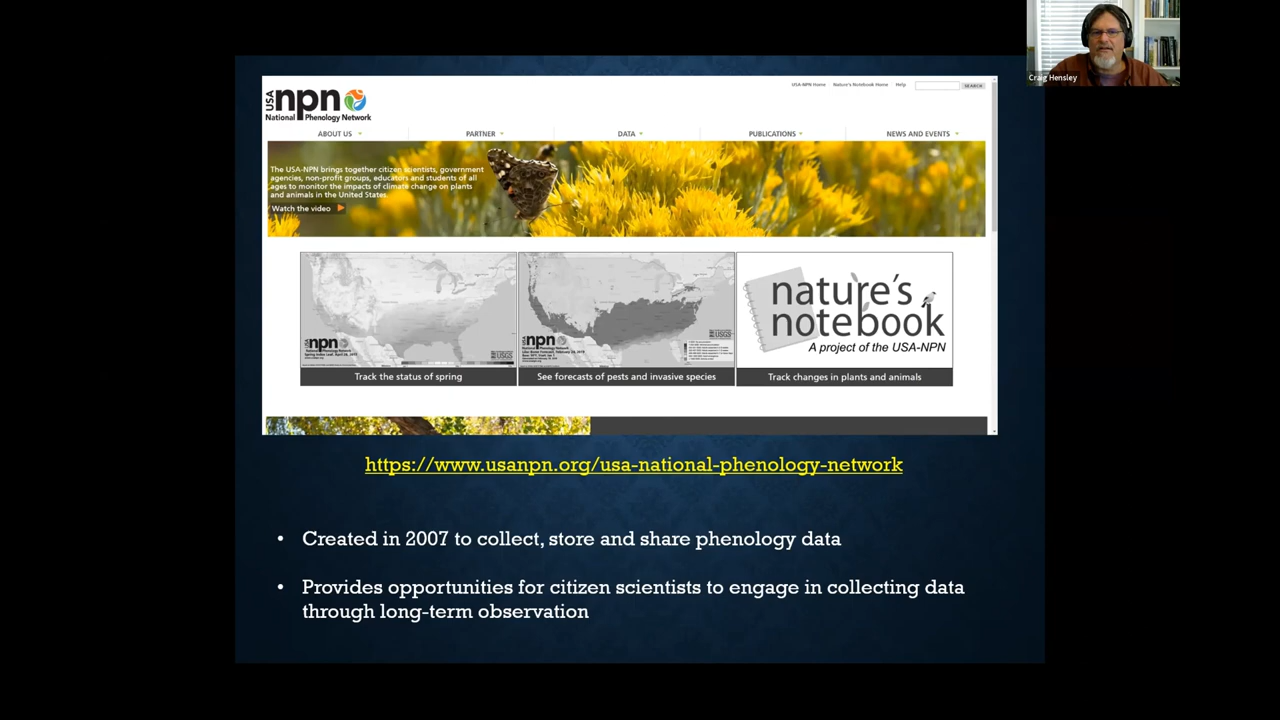 Craig Hensley
USA-NPN Home Nature's Notebook Home Help SEARCH
USA npn
National Phenology Network
ABOUT US PARTNER DATA PUBLICATIONS NEWS AND EVENTS
The USA-NPN brings together citizen scientists, government
agencies, non-profit groups, educators and students of all
ages to monitor the impacts of climate change on plants
and animals in the United States.
Watch the video
npn
USGS
npn
USGS
nature's
notebook
A project of the USA-NPN
Track the status of spring
See forecasts of pests and invasive species
Track changes in plants and animals
https://www.usanpn.org/usa-national-phenology-network
• Created in 2007 to collect, store and share phenology data
• Provides opportunities for citizen scientists to engage in collecting data
through long-term observation